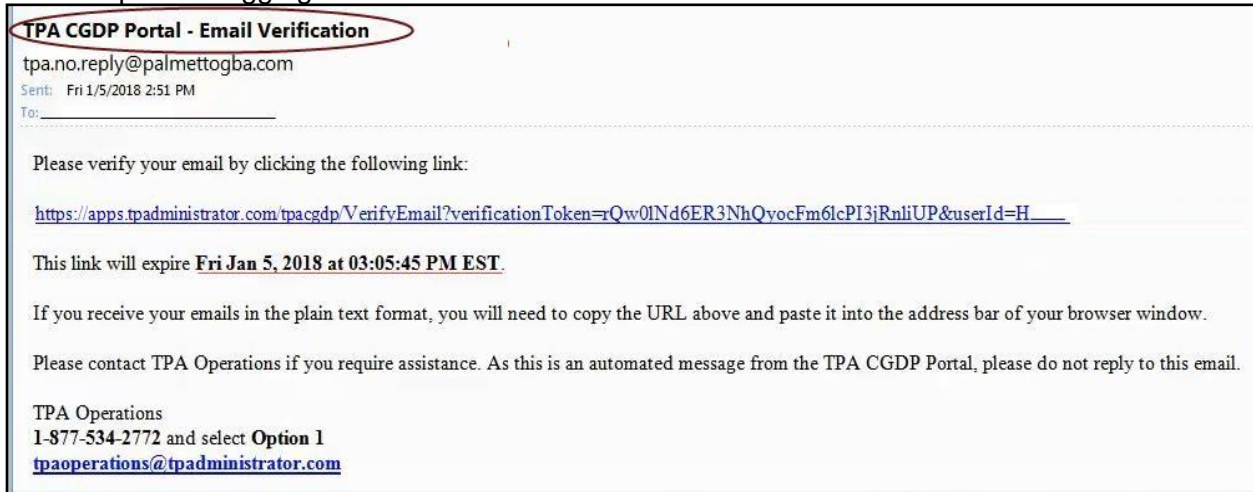 TPA CGDP Portal - Email Verification
tpa.no.reply@palmettogba.com
Sent: Fri 1/5/2018 2:51 PM
To:
Please verify your email by clicking the following link:
https://apps.tpadministrator.com/tpacgdp/VerifyEmail?verificationToken=rQw0lNd6ER3NhQyocFm6lcPI3jRnliUP&userId=H
This link will expire Fri Jan 5, 2018 at 03:05:45 PM EST.
If you receive your emails in the plain text format, you will need to copy the URL above and paste it into the address bar of your browser window.
Please contact TPA Operations if you require assistance. As this is an automated message from the TPA CGDP Portal, please do not reply to this email.
TPA Operations
1-877-534-2772 and select Option 1
tpaoperations@tpadministrator.com